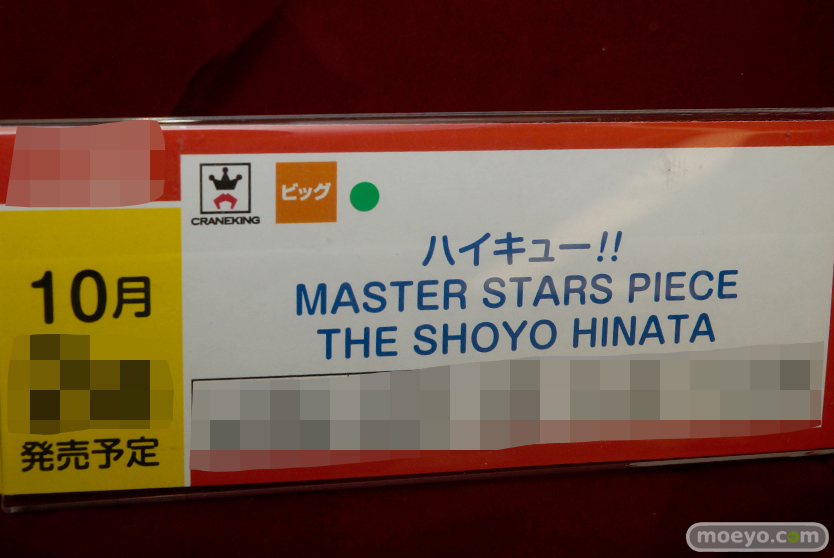 CRANEKING
ビッグ
ハイキュー!!
MASTER STARS PIECE
THE SHOYO HINATA
10月
発売予定
moeyo.com